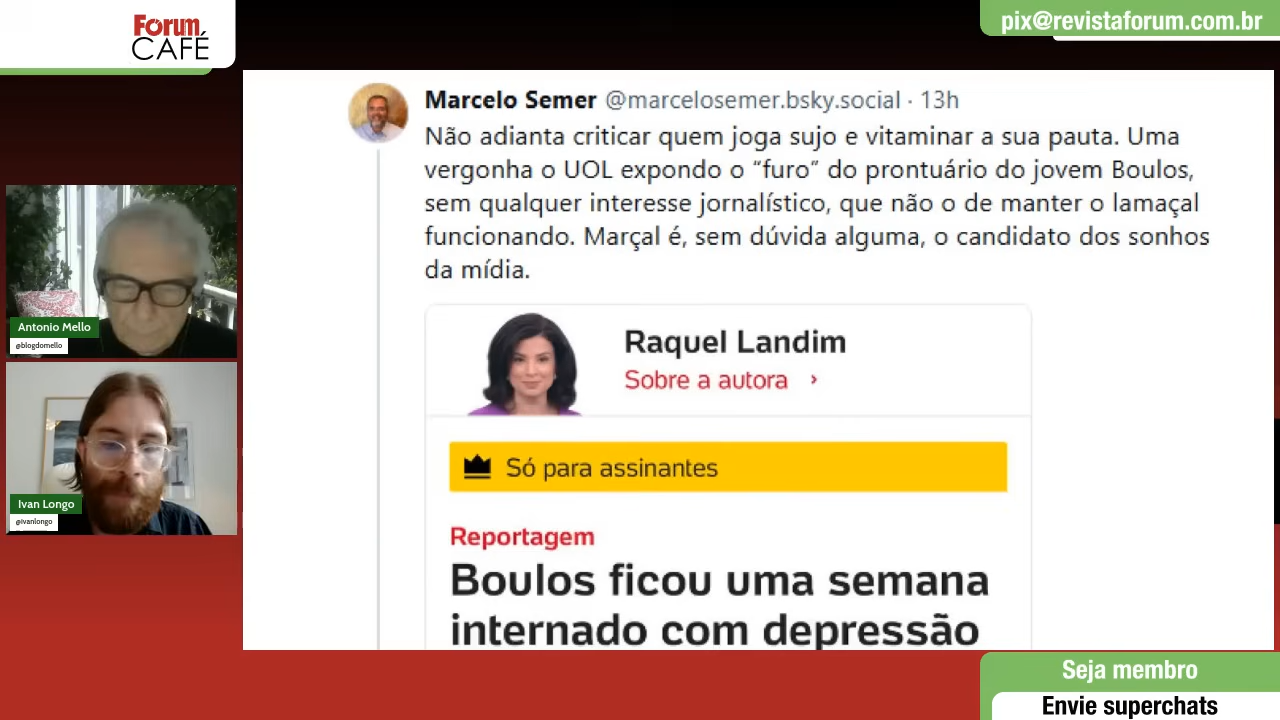 Forum
CAFÉ
pix@revistaforum.com.br
Marcelo Semer @marcelosemer.bsky.social · 13h
Não adianta criticar quem joga sujo e vitaminar a sua pauta. Uma
vergonha o UOL expondo o “furo” do prontuário do jovem Boulos,
sem qualquer interesse jornalístico, que não o de manter o lamaçal
funcionando. Marçal é, sem dúvida alguma, o candidato dos sonhos
da mídia.
Raquel Landim
Sobre a autora ›
Só para assinantes
Reportagem
Boulos ficou uma semana
internado com depressão
Antonio Mello
@blogdomello
Ivan Longo
@ivanlongo
Seja membro
Envie superchats